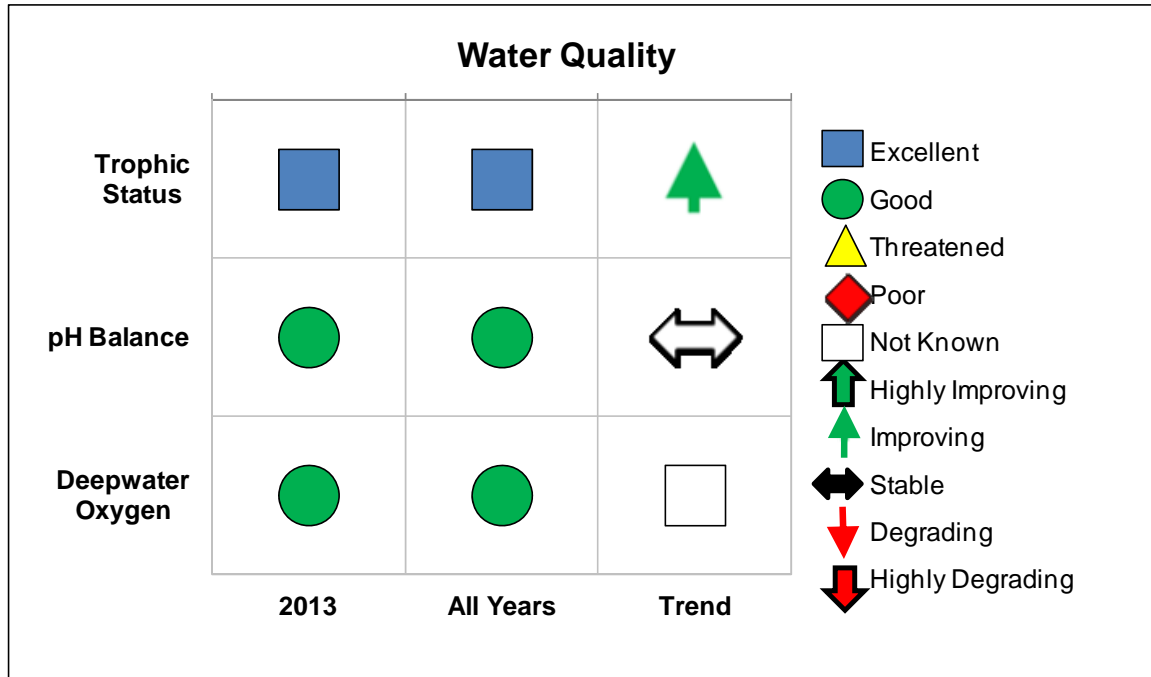 Water Quality
Trophic
Status
pH Balance
Deepwater
Oxygen
2013
All Years
Trend
Excellent
Good
Threatened
Poor
Not Known
Highly Improving
Improving
Stable
Degrading
Highly Degrading